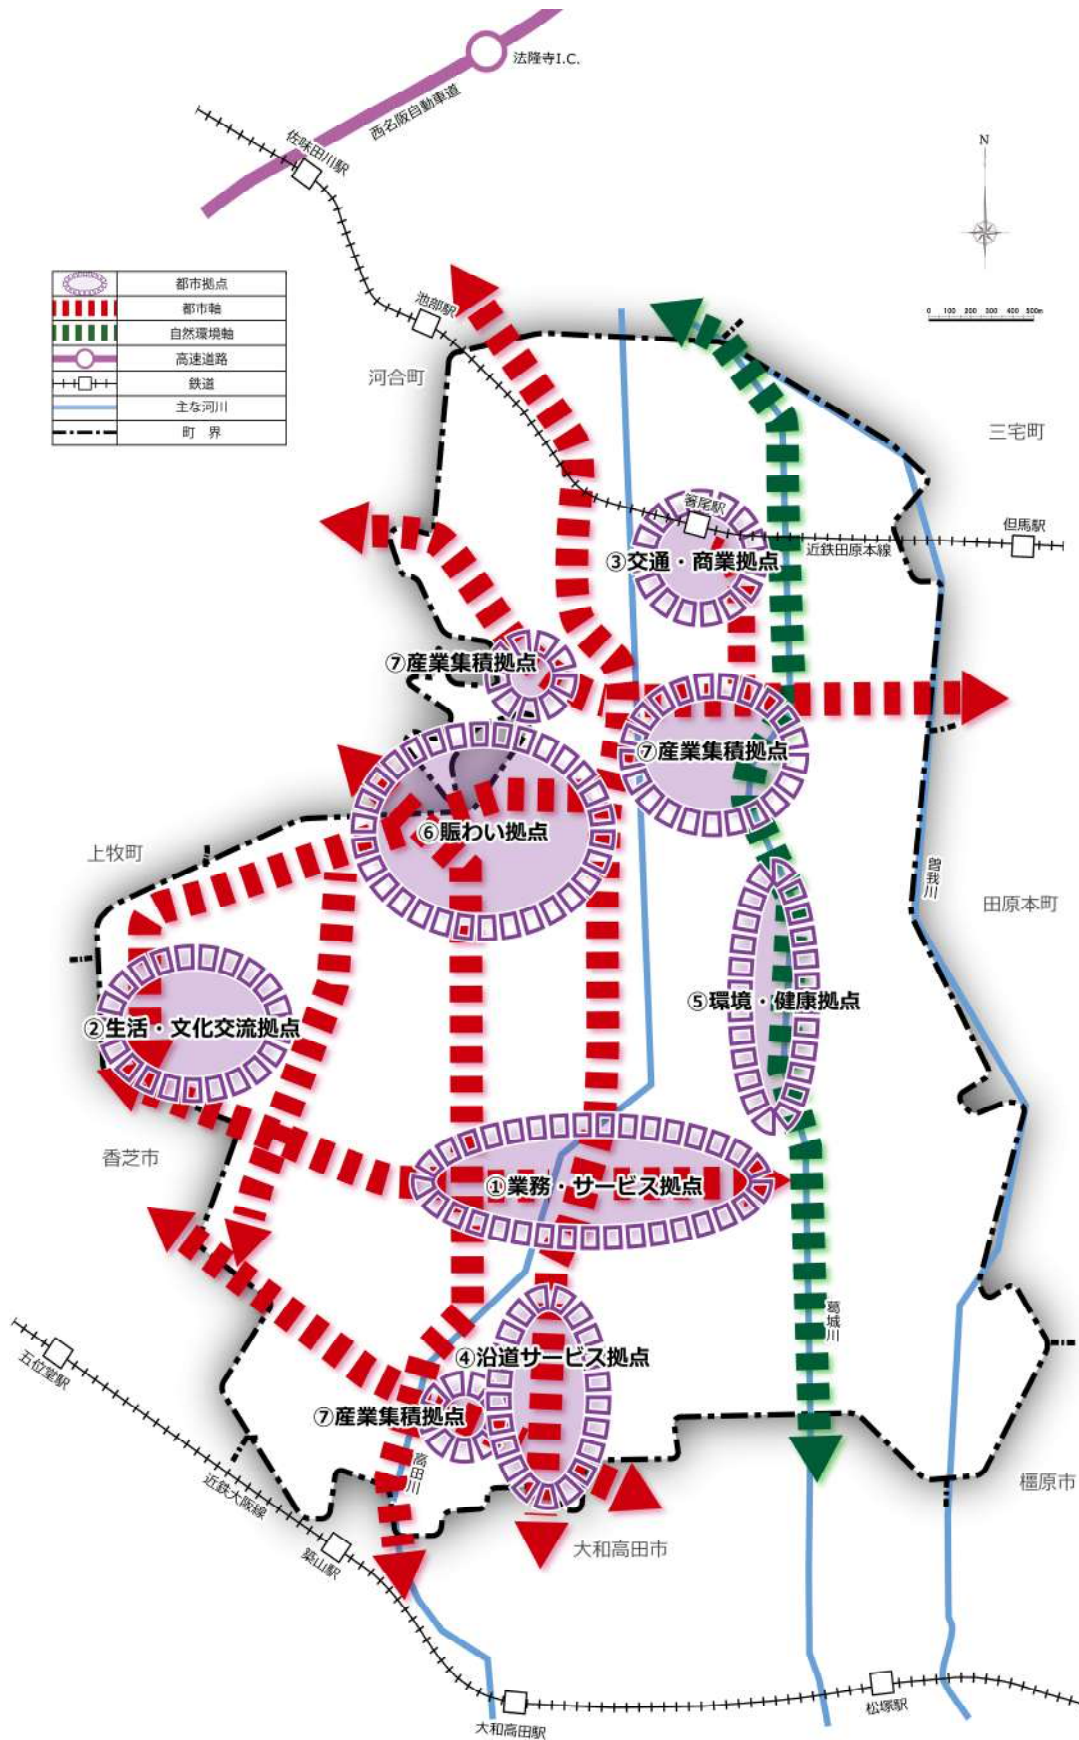 法隆寺I.C.
西名阪自動車道
佐味田川駅
N
都市拠点
都市軸
自然環境軸
高速道路
鉄道
主な河川
町 界
0 100 200 300 400 500m
池部駅
河合町
三宅町
箸尾駅
但馬駅
近鉄田原本線
③交通・商業拠点
⑦産業集積拠点
⑦産業集積拠点
⑥賑わい拠点
上牧町
曽我川
田原本町
⑤環境・健康拠点
②生活・文化交流拠点
香芝市
①業務・サービス拠点
葛城川
五位堂駅
④沿道サービス拠点
⑦産業集積拠点
高田川
近鉄大阪線
橿原市
築山駅
大和高田市
松塚駅
大和高田駅